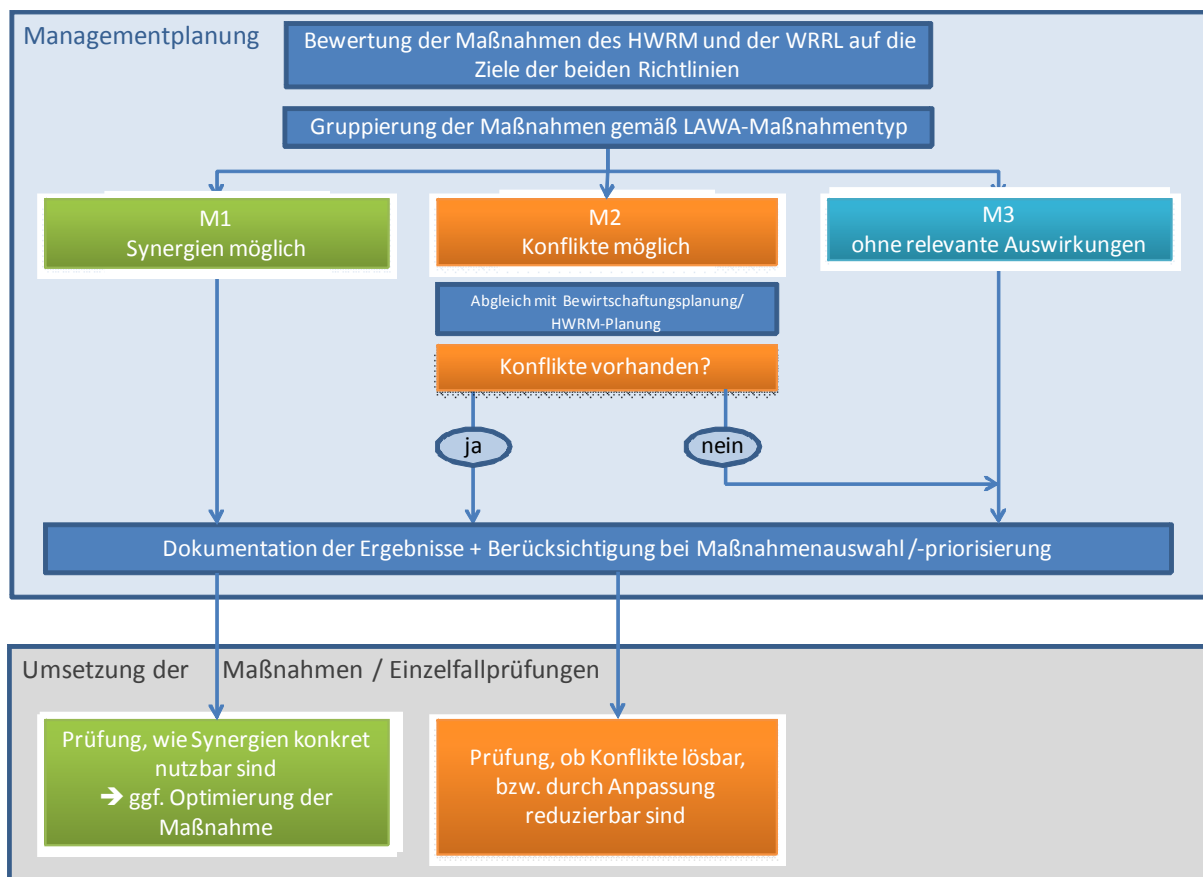 Managementplanung
Bewertung der Maßnahmen des HWRM und der WRRL auf die
Ziele der beiden Richtlinien
Gruppierung der Maßnahmen gemäß LAWA-Maßnahmentyp
M1
Synergien möglich
M2
Konflikte möglich
M3
ohne relevante Auswirkungen
Abgleich mit Bewirtschaftungsplanung/
HWRM-Planung
Konflikte vorhanden?
ja
nein
Dokumentation der Ergebnisse + Berücksichtigung bei Maßnahmenauswahl /-priorisierung
Umsetzung der Maßnahmen / Einzelfallprüfungen
Prüfung, wie Synergien konkret
nutzbar sind
➔ ggf. Optimierung der
Maßnahme
Prüfung, ob Konflikte lösbar,
bzw. durch Anpassung
reduzierbar sind